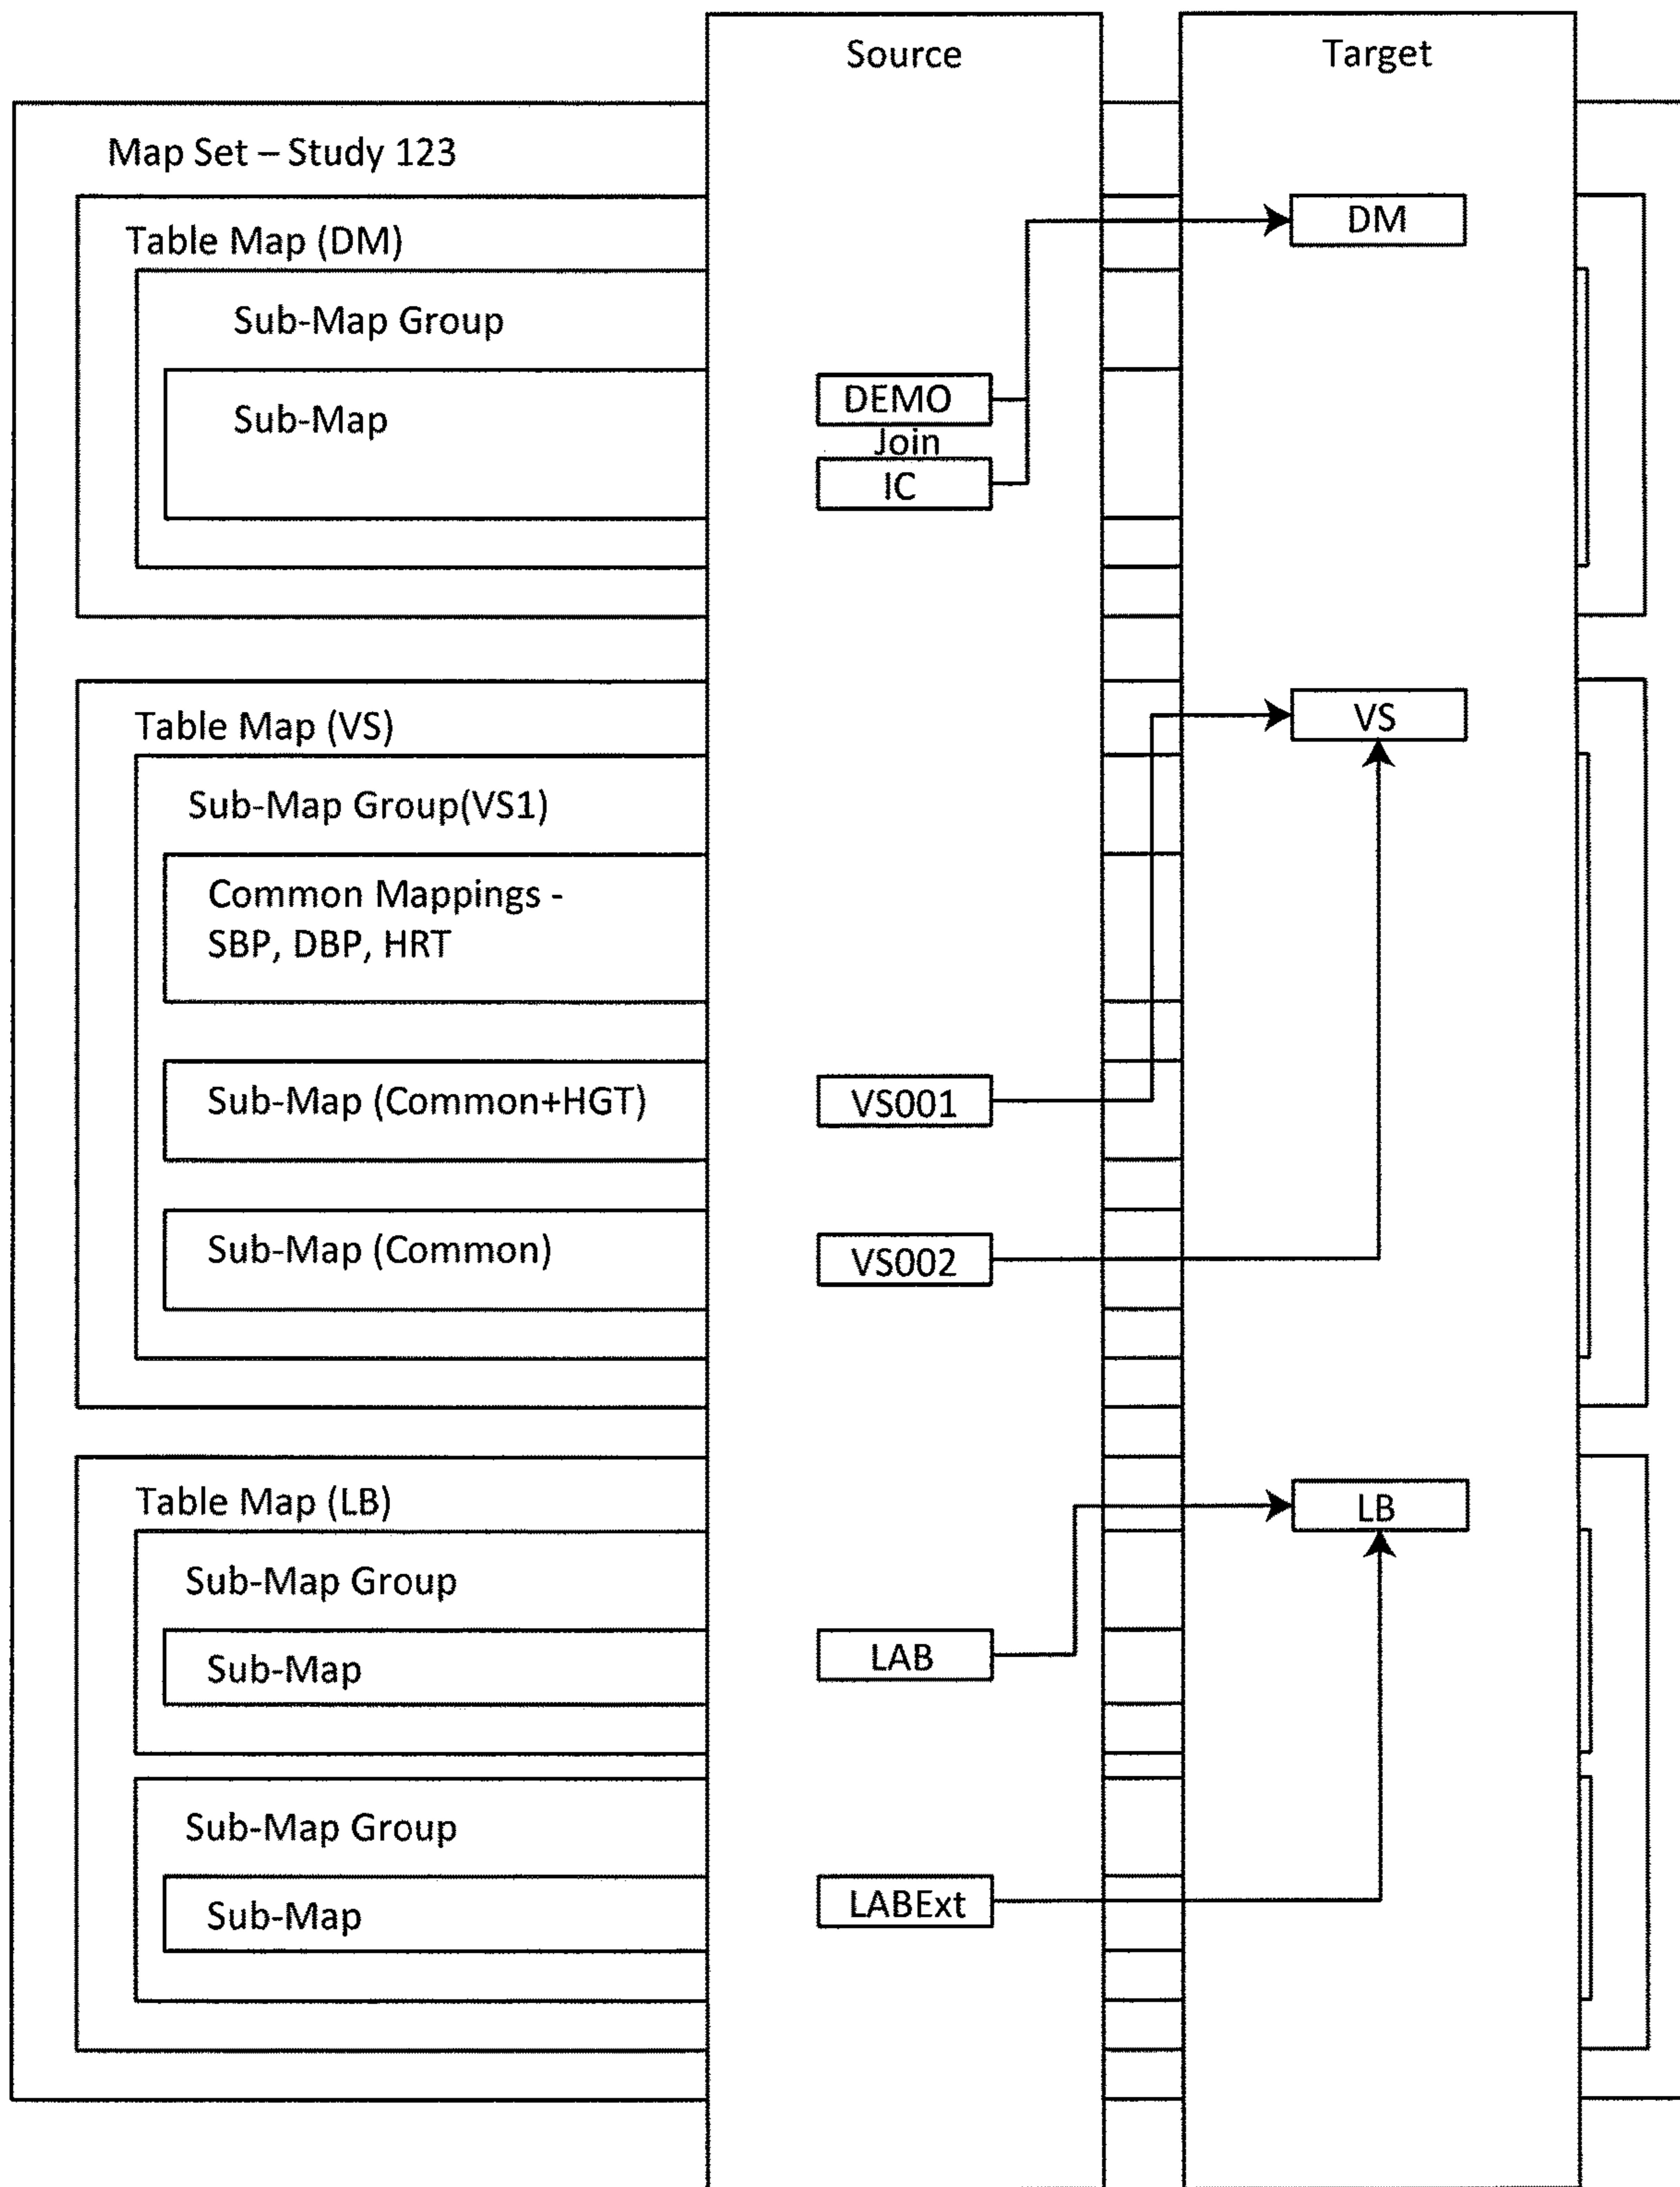 Source
Target
Map Set – Study 123
Table Map (DM)
DM
Sub-Map Group
Sub-Map
DEMO
Join
IC
Table Map (VS)
VS
Sub-Map Group(VS1)
Common Mappings -
SBP, DBP, HRT
Sub-Map (Common+HGT)
VS001
Sub-Map (Common)
VS002
Table Map (LB)
LB
Sub-Map Group
Sub-Map
LAB
Sub-Map Group
Sub-Map
LABExt